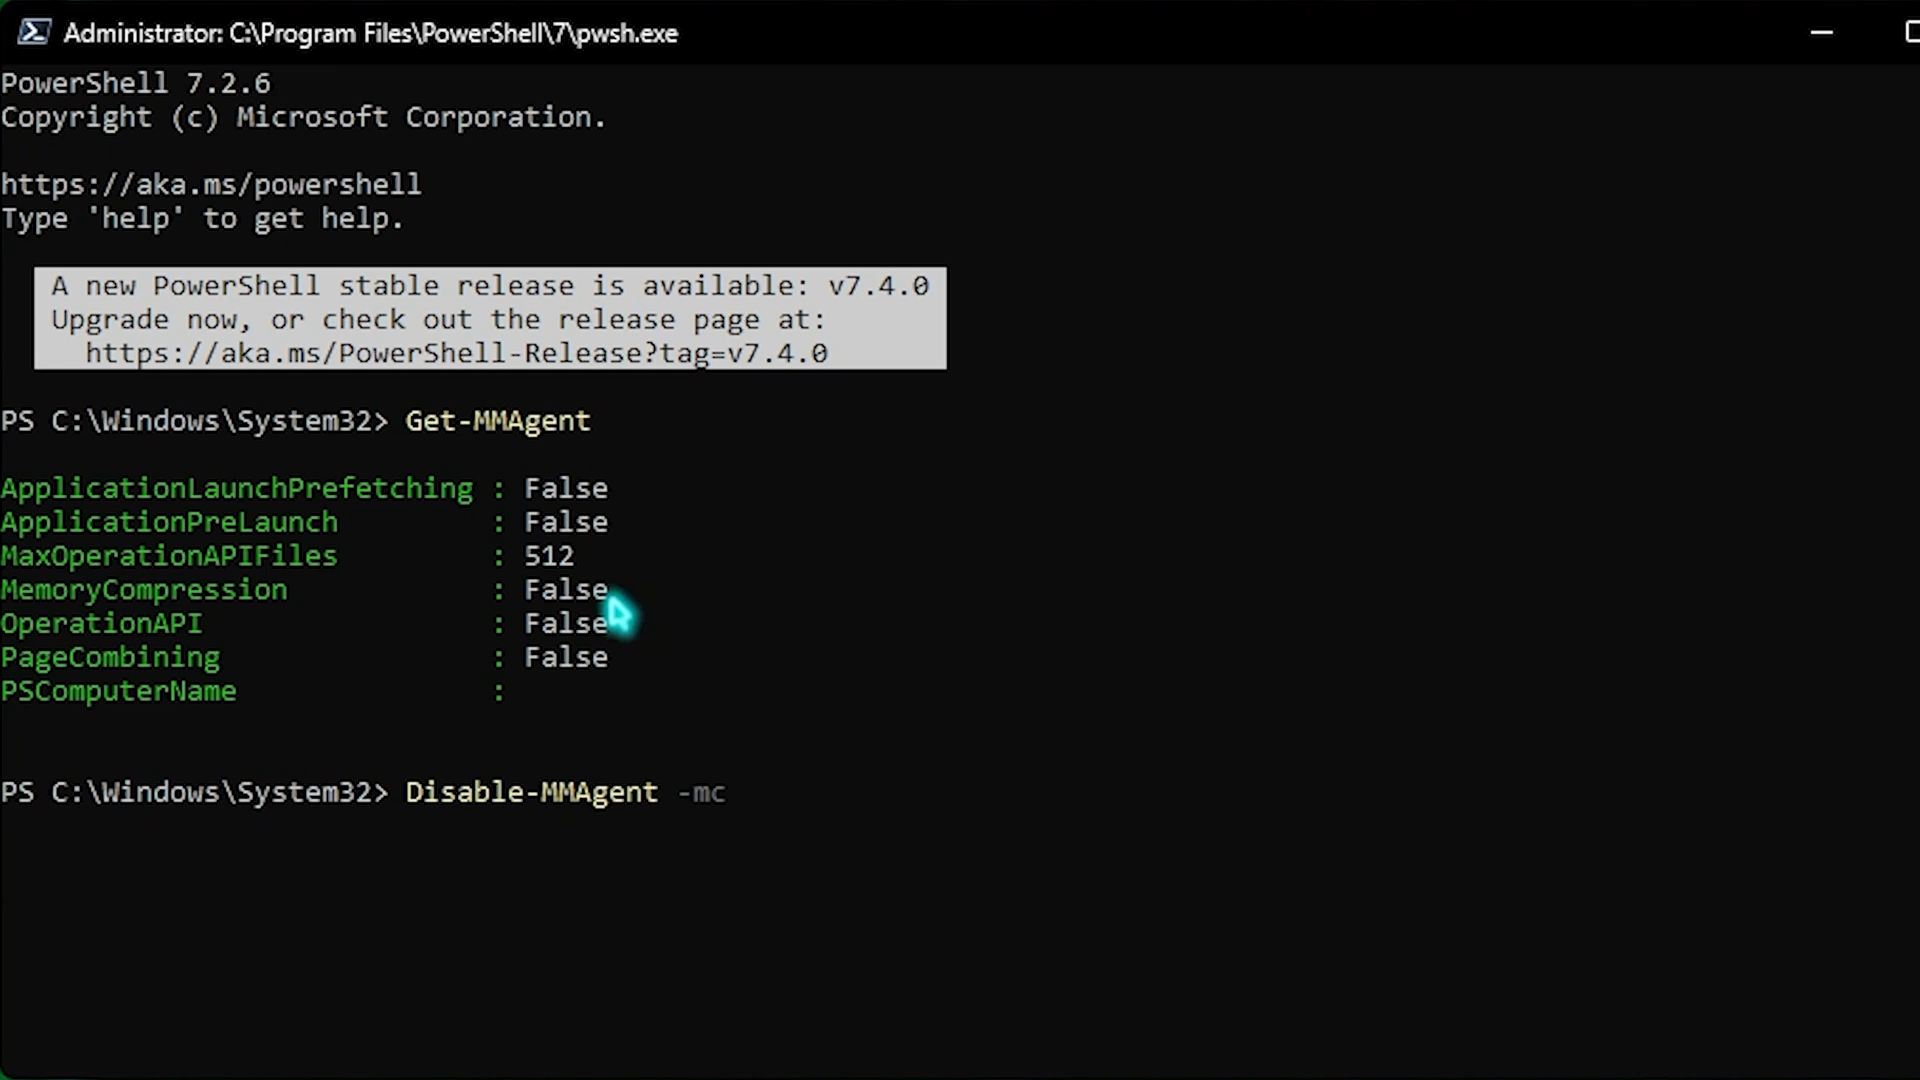 Administrator: C:\Program Files\PowerShell\7\pwsh.exe
PowerShell 7.2.6
Copyright (c) Microsoft Corporation.
https://aka.ms/powershell
Type 'help' to get help.
A new PowerShell stable release is available: v7.4.0
Upgrade now, or check out the release page at:
https://aka.ms/PowerShell-Release?tag=v7.4.0
PS C:\Windows\System32> Get-MMAgent
ApplicationLaunchPrefetching : False
ApplicationPreLaunch : False
MaxOperationAPIFiles : 512
MemoryCompression : False
OperationAPI : False
PageCombining : False
PSComputerName :
PS C:\Windows\System32> Disable-MMAgent -mc